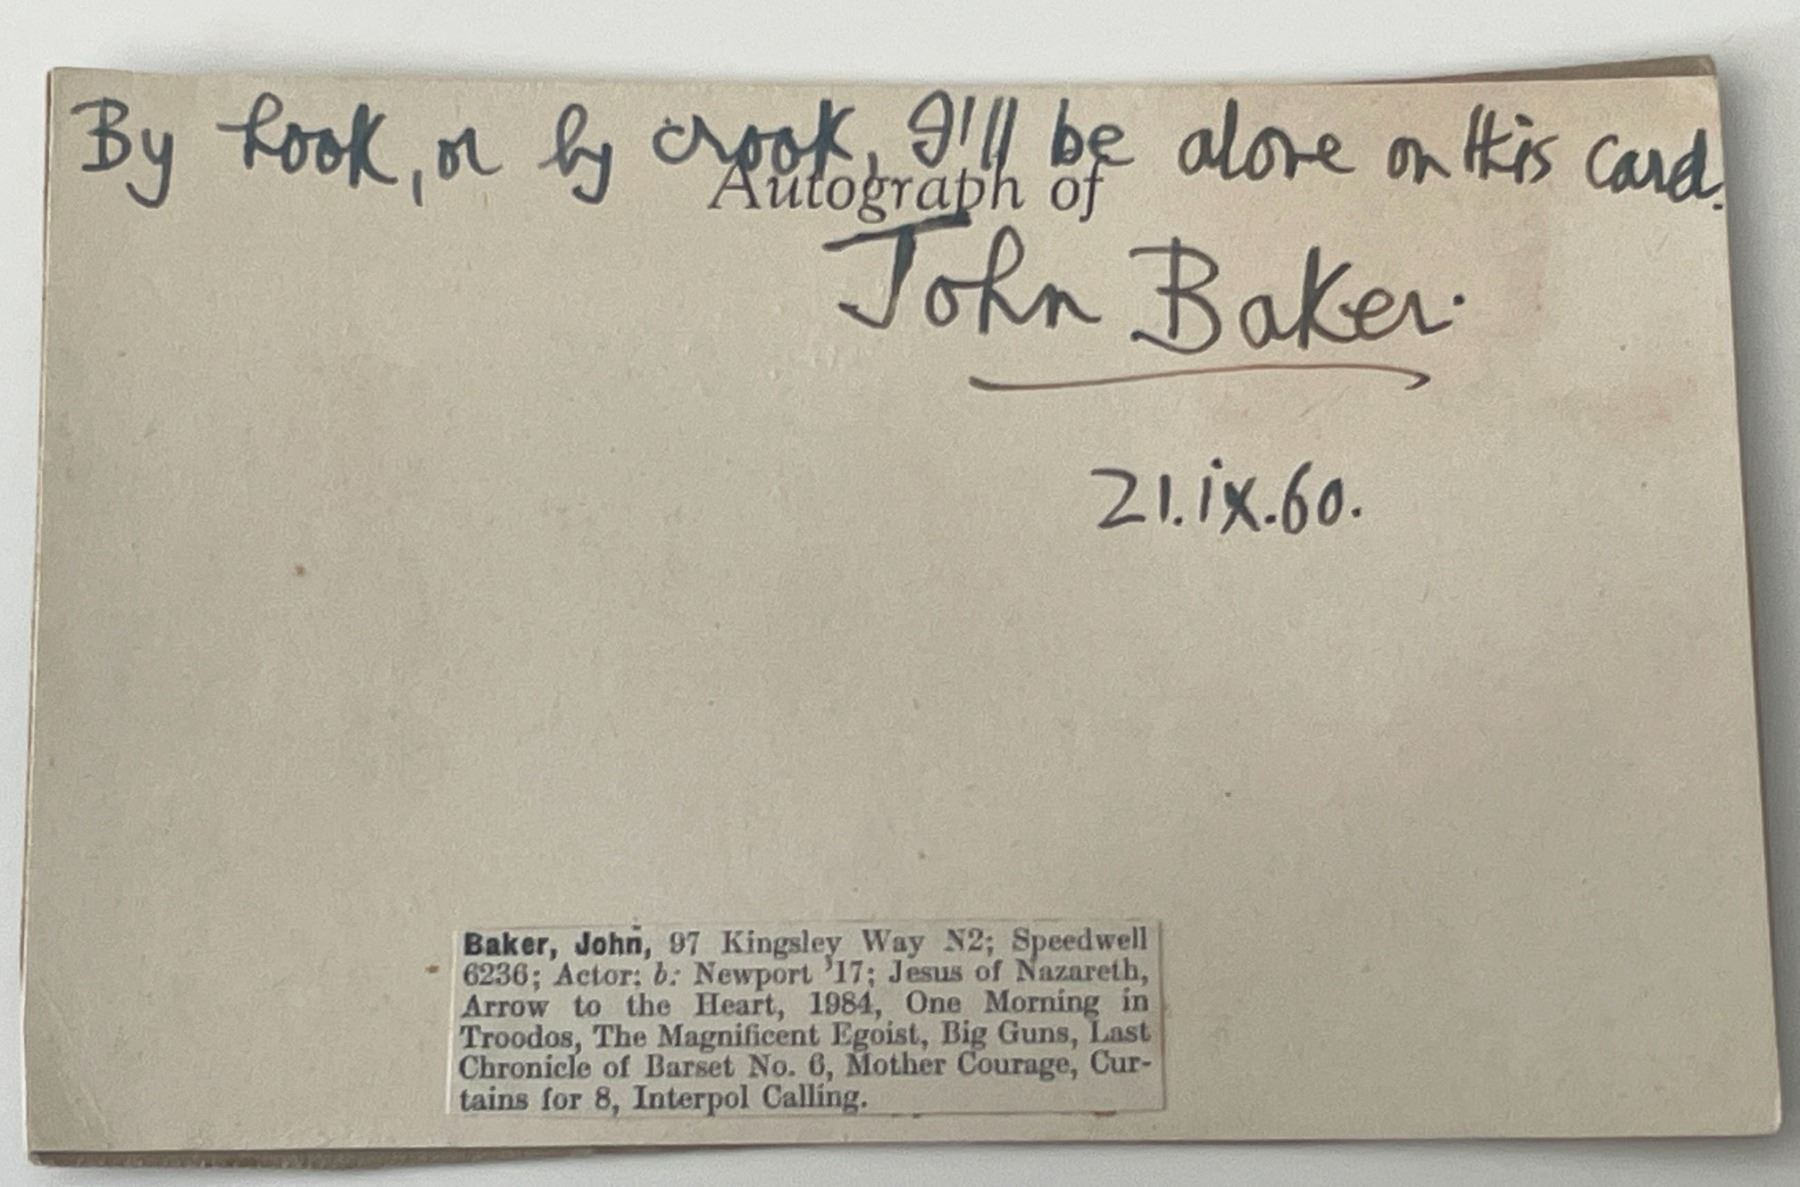 By hook, or by crook, I'll be alone on this card.
Autograph of
John Baker.
21.ix.60.
Baker, John, 97 Kingsley Way N2; Speedwell
6236; Actor: b: Newport '17; Jesus of Nazareth,
Arrow to the Heart, 1984, One Morning in
Troodos, The Magnificent Egoist, Big Guns, Last
Chronicle of Barset No. 6, Mother Courage, Cur-
tains for 8, Interpol Calling.